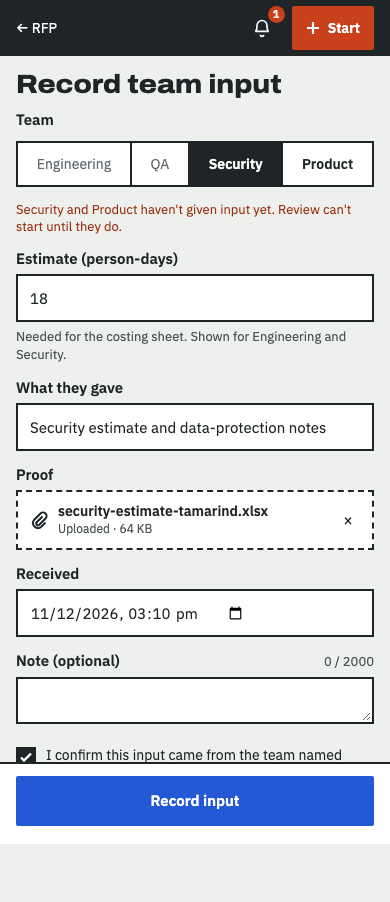 ← RFP
1
+ Start
Record team input
Team
Engineering QA Security Product
Security and Product haven't given input yet. Review can't
start until they do.
Estimate (person-days)
18
Needed for the costing sheet. Shown for Engineering and
Security.
What they gave
Security estimate and data-protection notes
Proof
security-estimate-tamarind.xlsx
Uploaded · 64 KB
×
Received
11/12/2026, 03:10 pm
Note (optional) 0 / 2000
I confirm this input came from the team named
Record input